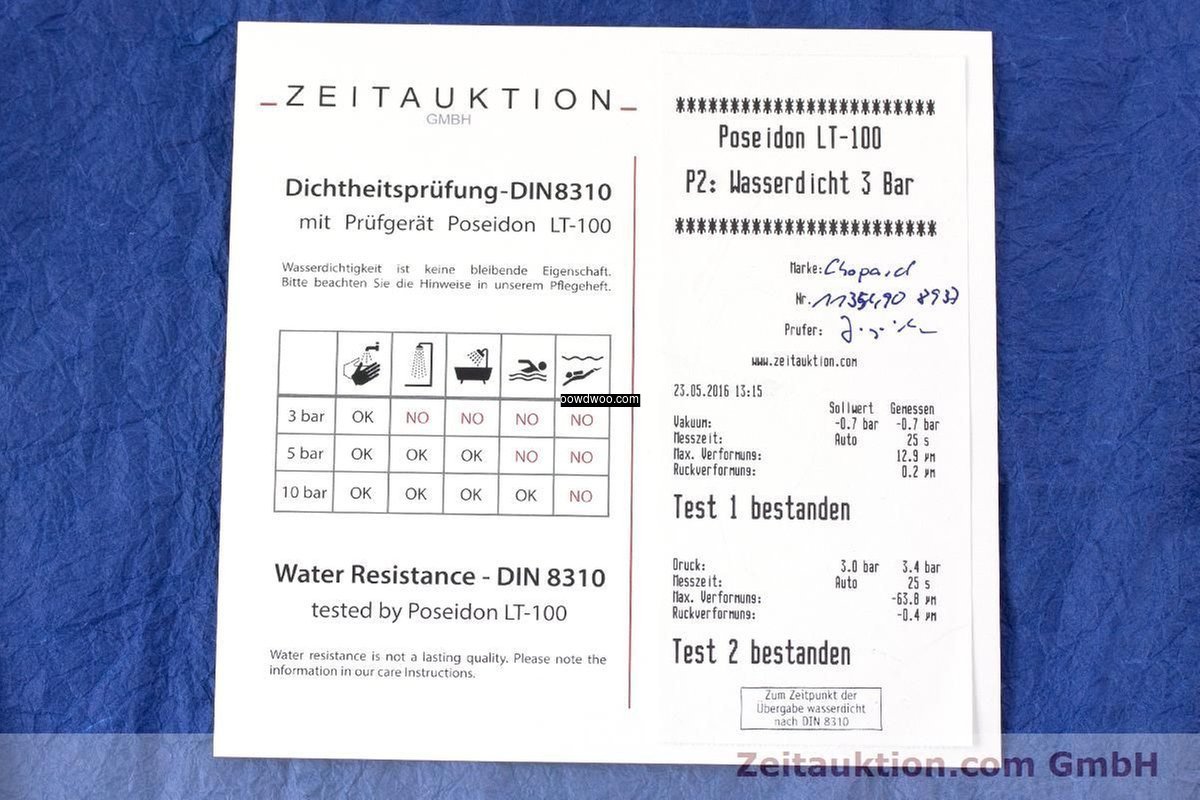 ZEITAUKTION
GMBH
Dichtheitsprüfung-DIN8310
mit Prüfgerät Poseidon LT-100
Wasserdichtigkeit ist keine bleibende Eigenschaft.
Bitte beachten Sie die Hinweise in unserem Pflegeheft.
3 bar OK NO NO NO NO
5 bar OK OK OK NO NO
10 bar OK OK OK OK NO
powdwoo.com
Water Resistance - DIN 8310
tested by Poseidon LT-100
Water resistance is not a lasting quality. Please note the
information in our care Instructions.
************************
Poseidon LT-100
P2: Wasserdicht 3 Bar
************************
Marke: Chopard
Nr. 8937
Prufer:
www.zeitauktion.com
23.05.2016 13:15
Sollwert Gemessen
Vakuum: -0.7 bar -0.7 bar
Messzeit: Auto 25 s
Max. Verformung: 12.9 µm
Ruckverformung: 0.2 µm
Test 1 bestanden
Druck: 3.0 bar 3.4 bar
Messzeit: Auto 25 s
Max. Verformung: -63.8 µm
Ruckverformung: -0.4 µm
Test 2 bestanden
Zum Zeitpunkt der
Übergabe wasserdicht
nach DIN 8310
Zeitauktion.com GmbH